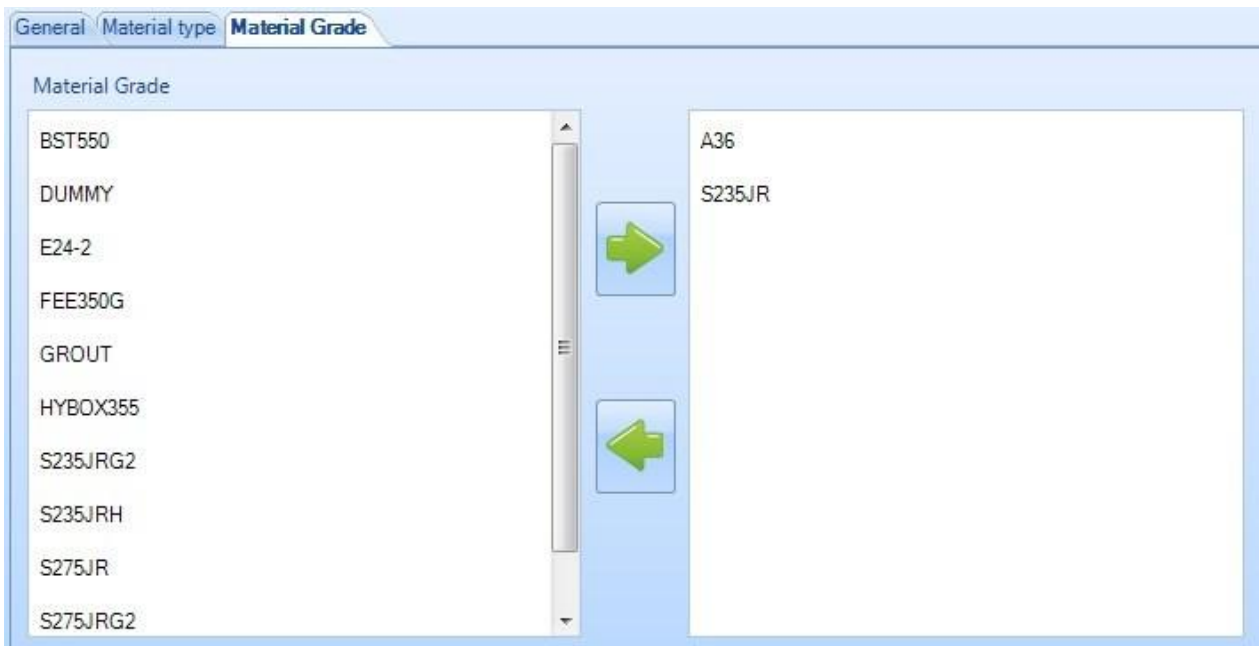 General Material type Material Grade
Material Grade
BST550
DUMMY
E24-2
FEE350G
GROUT
HYBOX355
S235JRG2
S235JRH
S275JR
S275JRG2
A36
S235JR